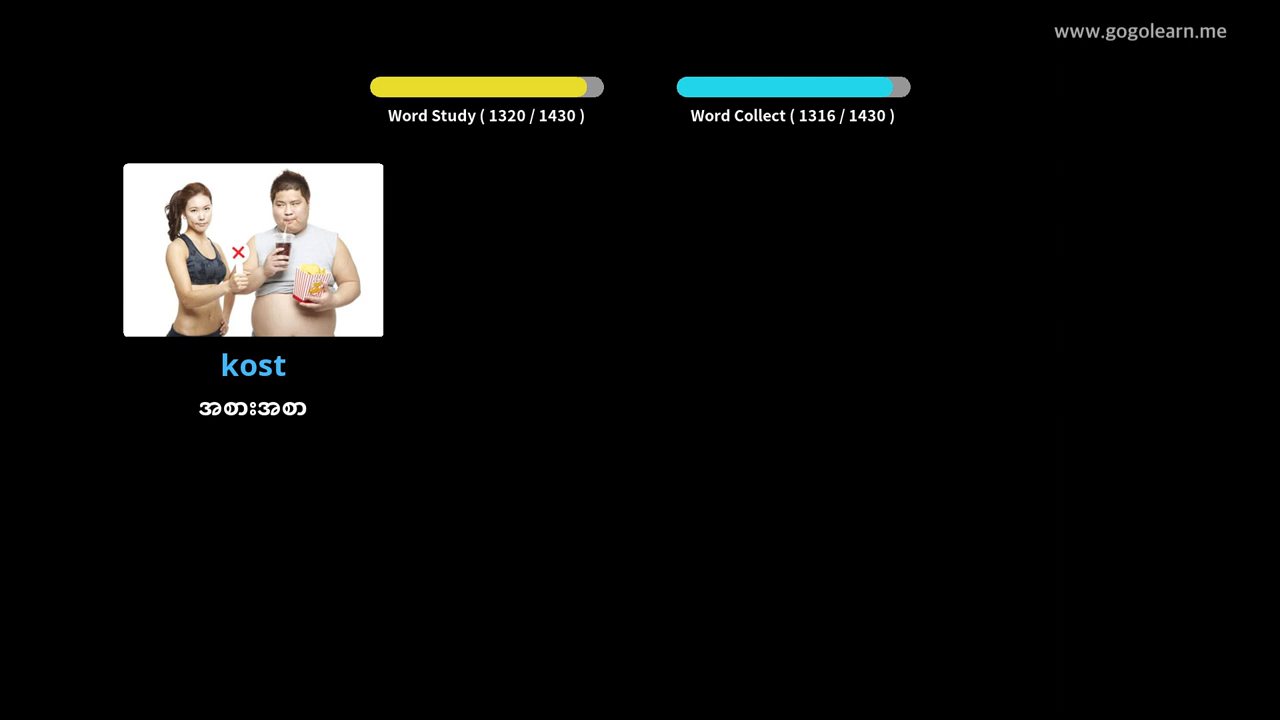 www.gogolearn.me
Word Study ( 1320 / 1430 )
Word Collect ( 1316 / 1430 )
kost
အစားအစာ